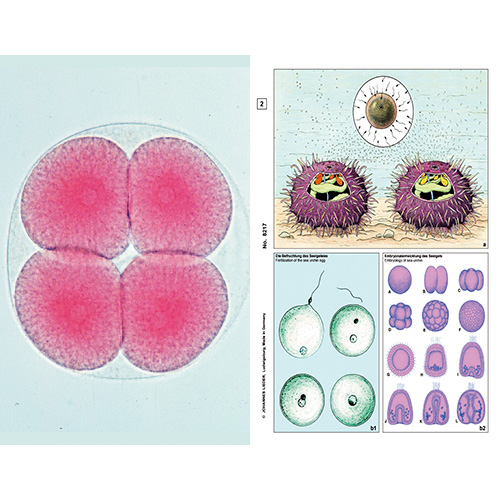 2
No. 8217
© JOHANNES LIEDER, Ludwigsburg, Made in Germany
a
Die Befruchtung des Seeigeleies
Fertilization of the sea urchin egg.
b1
Embryonalentwicklung des Seeigels
Embryology of sea urchin.
A
B
C
D
E
F
G
H
I
J
K
L
b2